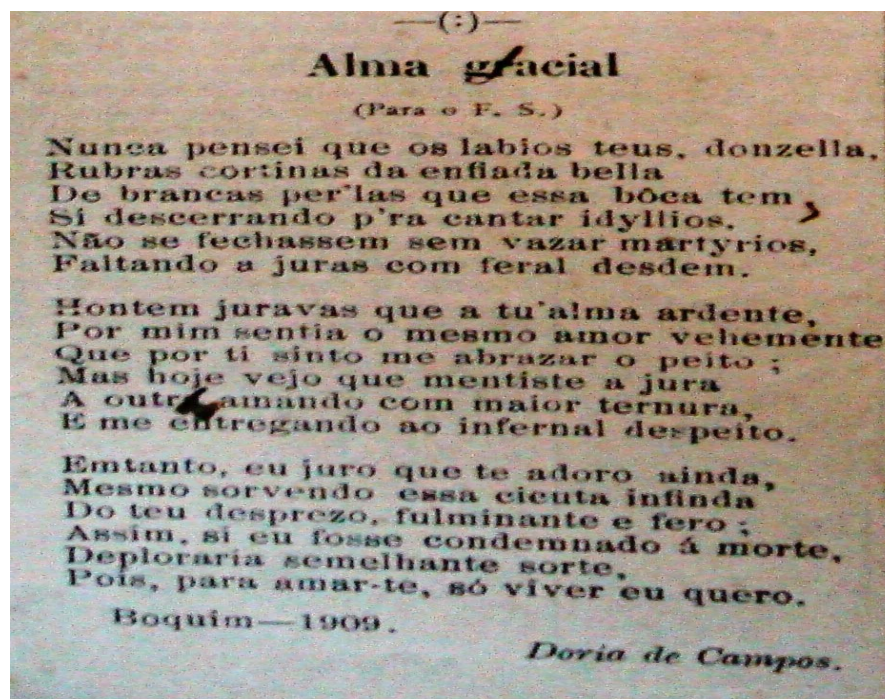 —(:)—
Alma glacial
(Para o F. S.)
Nunca pensei que os labios teus, donzella,
Rubras cortinas da enfiada bella
De brancas per'las que essa bôca tem,
Si descerrando p'ra cantar idyllios,
Não se fechassem sem vazar martyrios,
Faltando a juras com feral desdem.
Hontem juravas que a tu'alma ardente,
Por mim sentia o mesmo amor vehemente
Que por ti sinto me abrazar o peito ;
Mas hoje vejo que mentiste a jura
A outro amando com maior ternura,
E me entregando ao infernal despeito.
Emtanto, eu juro que te adoro ainda,
Mesmo sorvendo essa cicuta infinda
Do teu desprezo, fulminante e fero ;
Assim, si eu fosse condemnado á morte,
Deploraria semelhante sorte,
Pois, para amar-te, só viver eu quero.
Boquim—1909.
Doria de Campos.